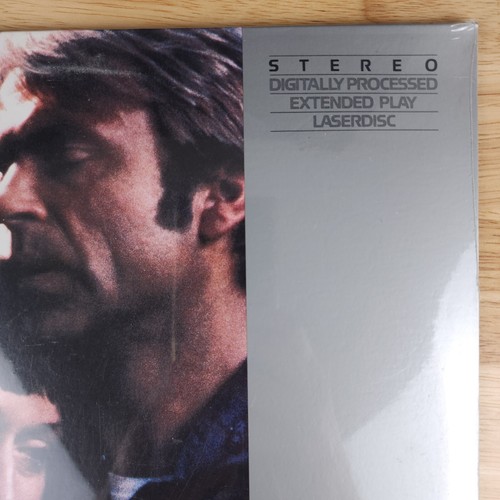 STEREO
DIGITALLY PROCESSED
EXTENDED PLAY
LASERDISC